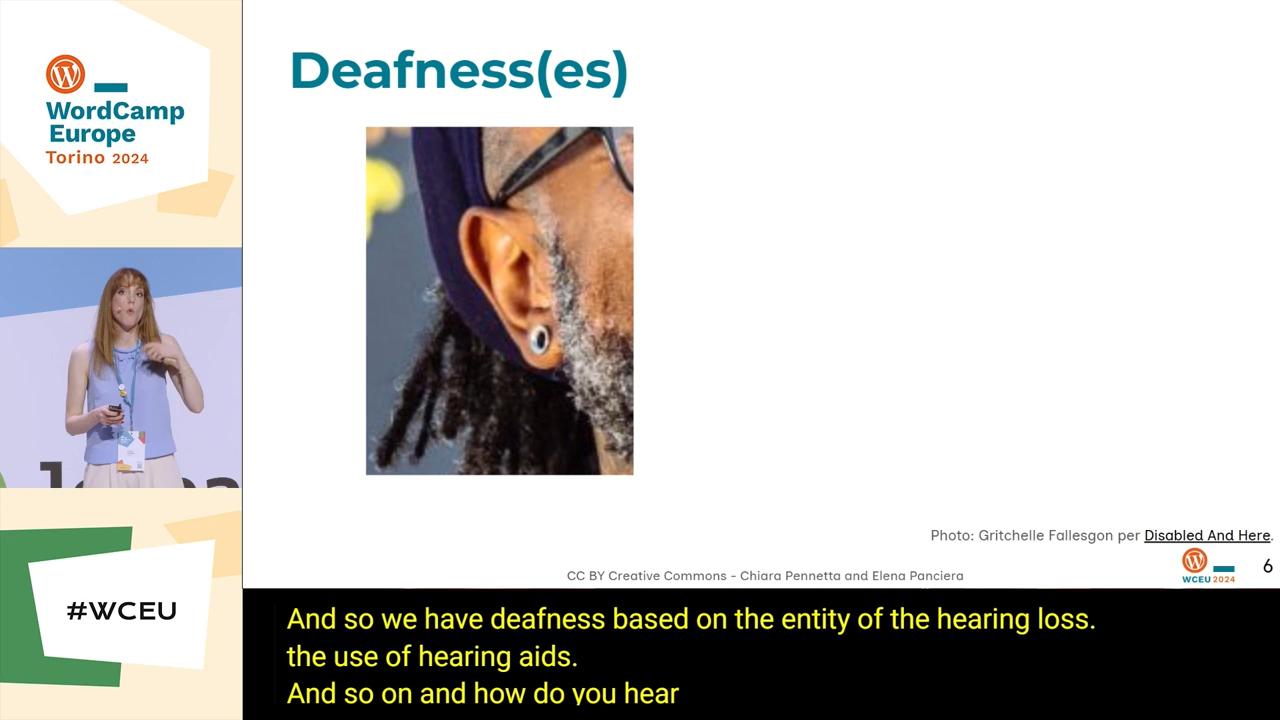 WordCamp
Europe
Torino 2024
#WCEU
Deafness(es)
Photo: Gritchelle Fallesgon per Disabled And Here.
CC BY Creative Commons - Chiara Pennetta and Elena Panciera
WCEU 2024
6
And so we have deafness based on the entity of the hearing loss.
the use of hearing aids.
And so on and how do you hear